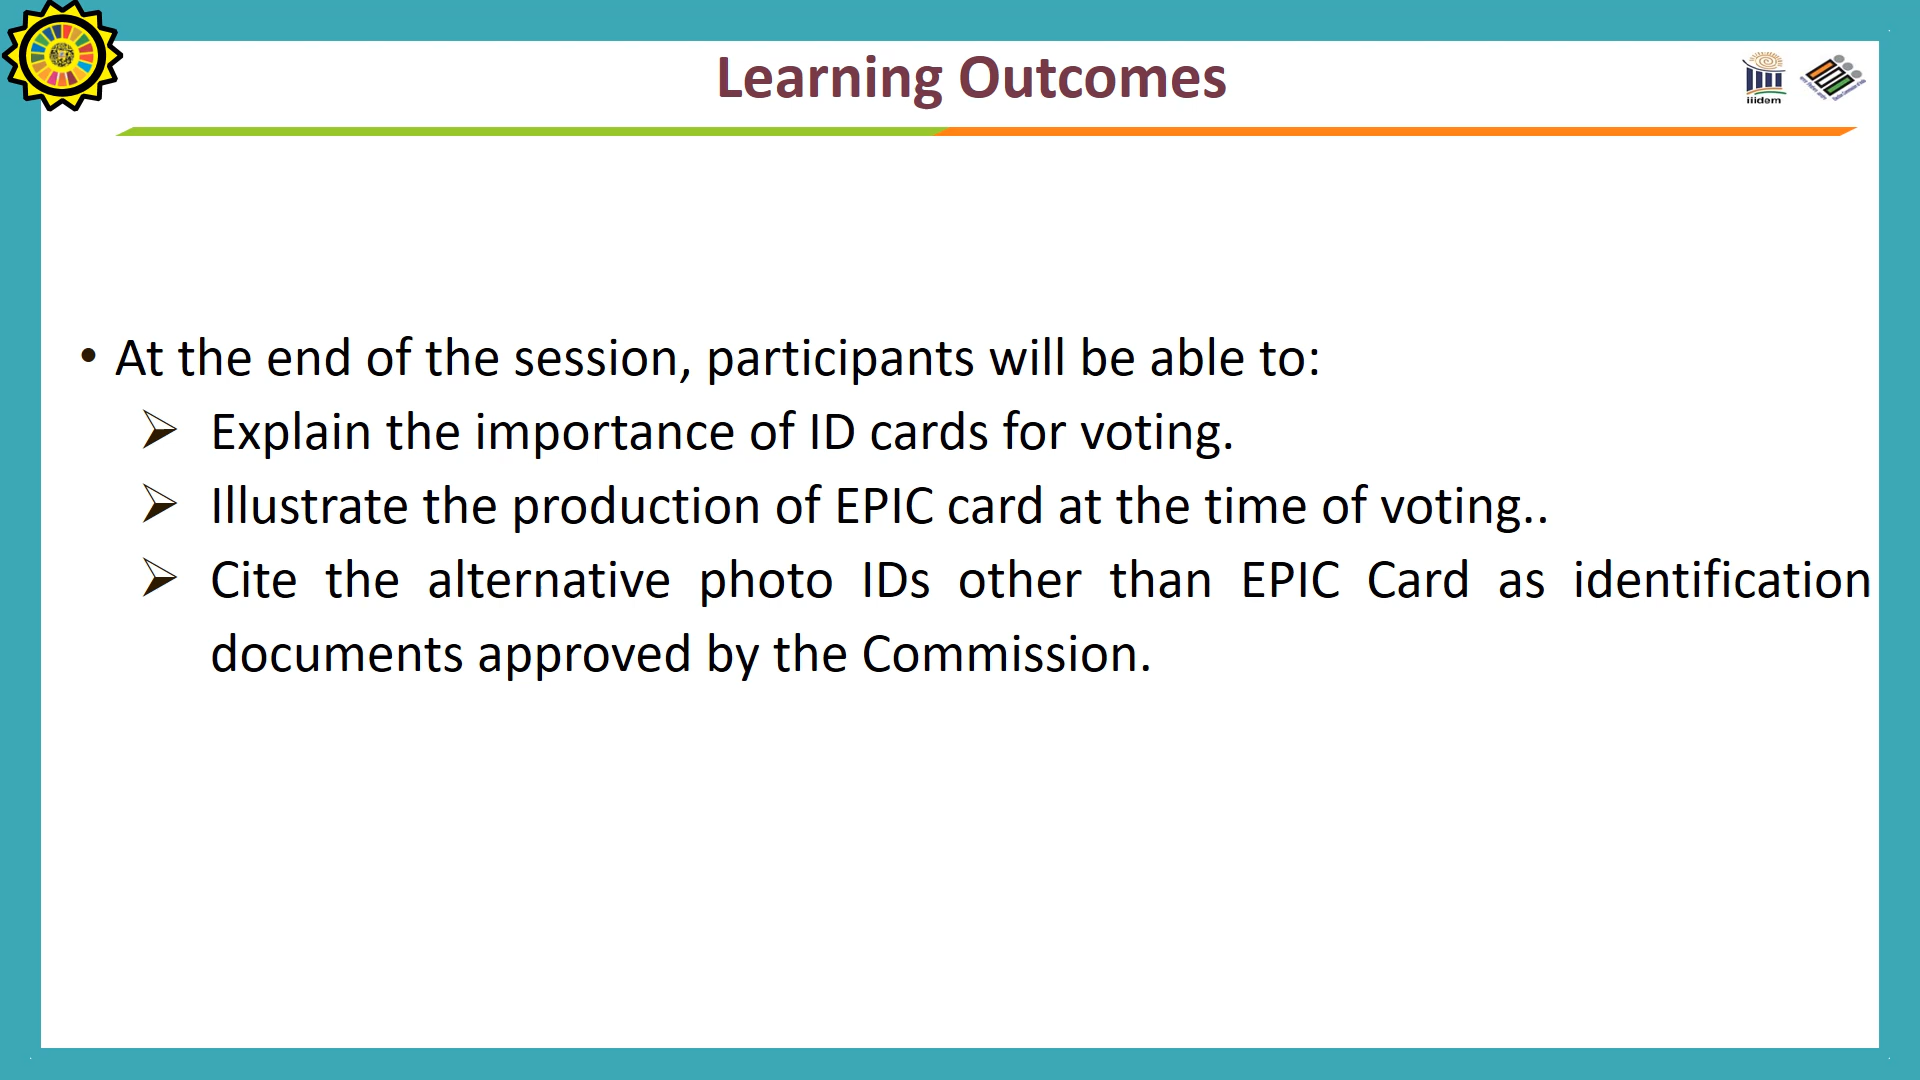 Learning Outcomes
iiidem
• At the end of the session, participants will be able to:
➢ Explain the importance of ID cards for voting.
➢ Illustrate the production of EPIC card at the time of voting..
➢ Cite the alternative photo IDs other than EPIC Card as identification
documents approved by the Commission.